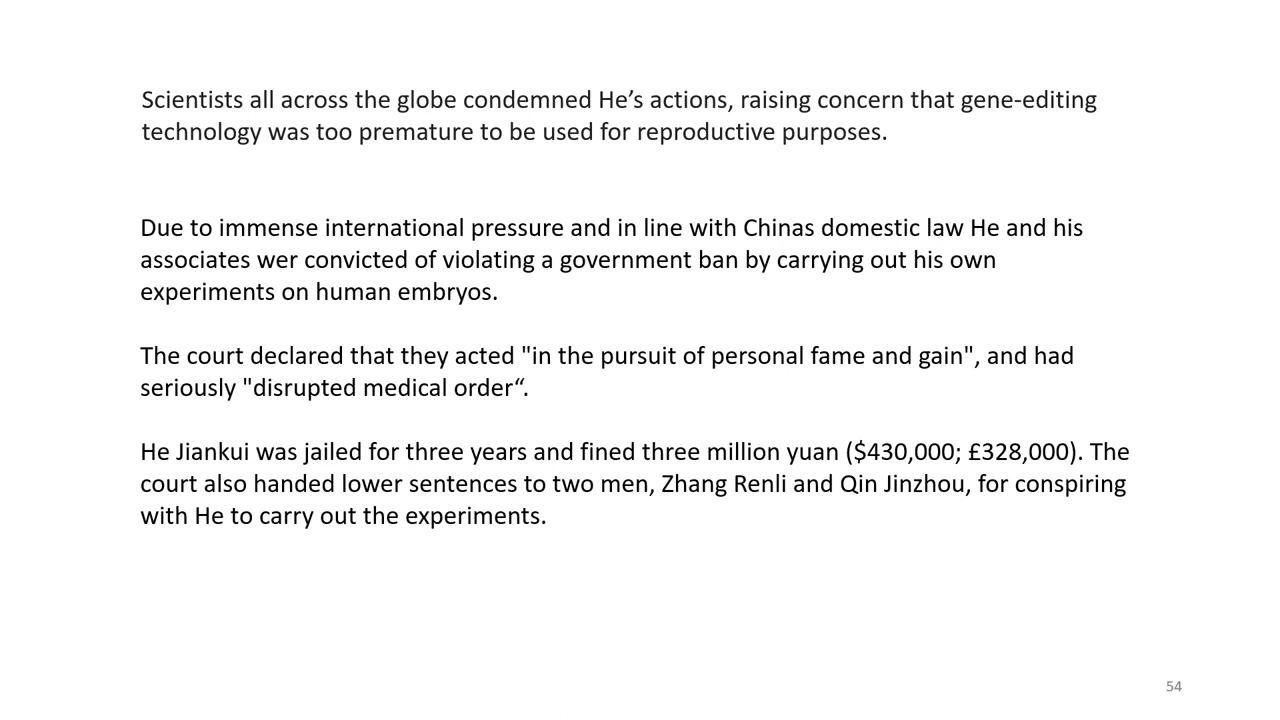 Scientists all across the globe condemned He’s actions, raising concern that gene-editing
technology was too premature to be used for reproductive purposes.
Due to immense international pressure and in line with Chinas domestic law He and his
associates wer convicted of violating a government ban by carrying out his own
experiments on human embryos.
The court declared that they acted "in the pursuit of personal fame and gain", and had
seriously "disrupted medical order“.
He Jiankui was jailed for three years and fined three million yuan ($430,000; £328,000). The
court also handed lower sentences to two men, Zhang Renli and Qin Jinzhou, for conspiring
with He to carry out the experiments.
54